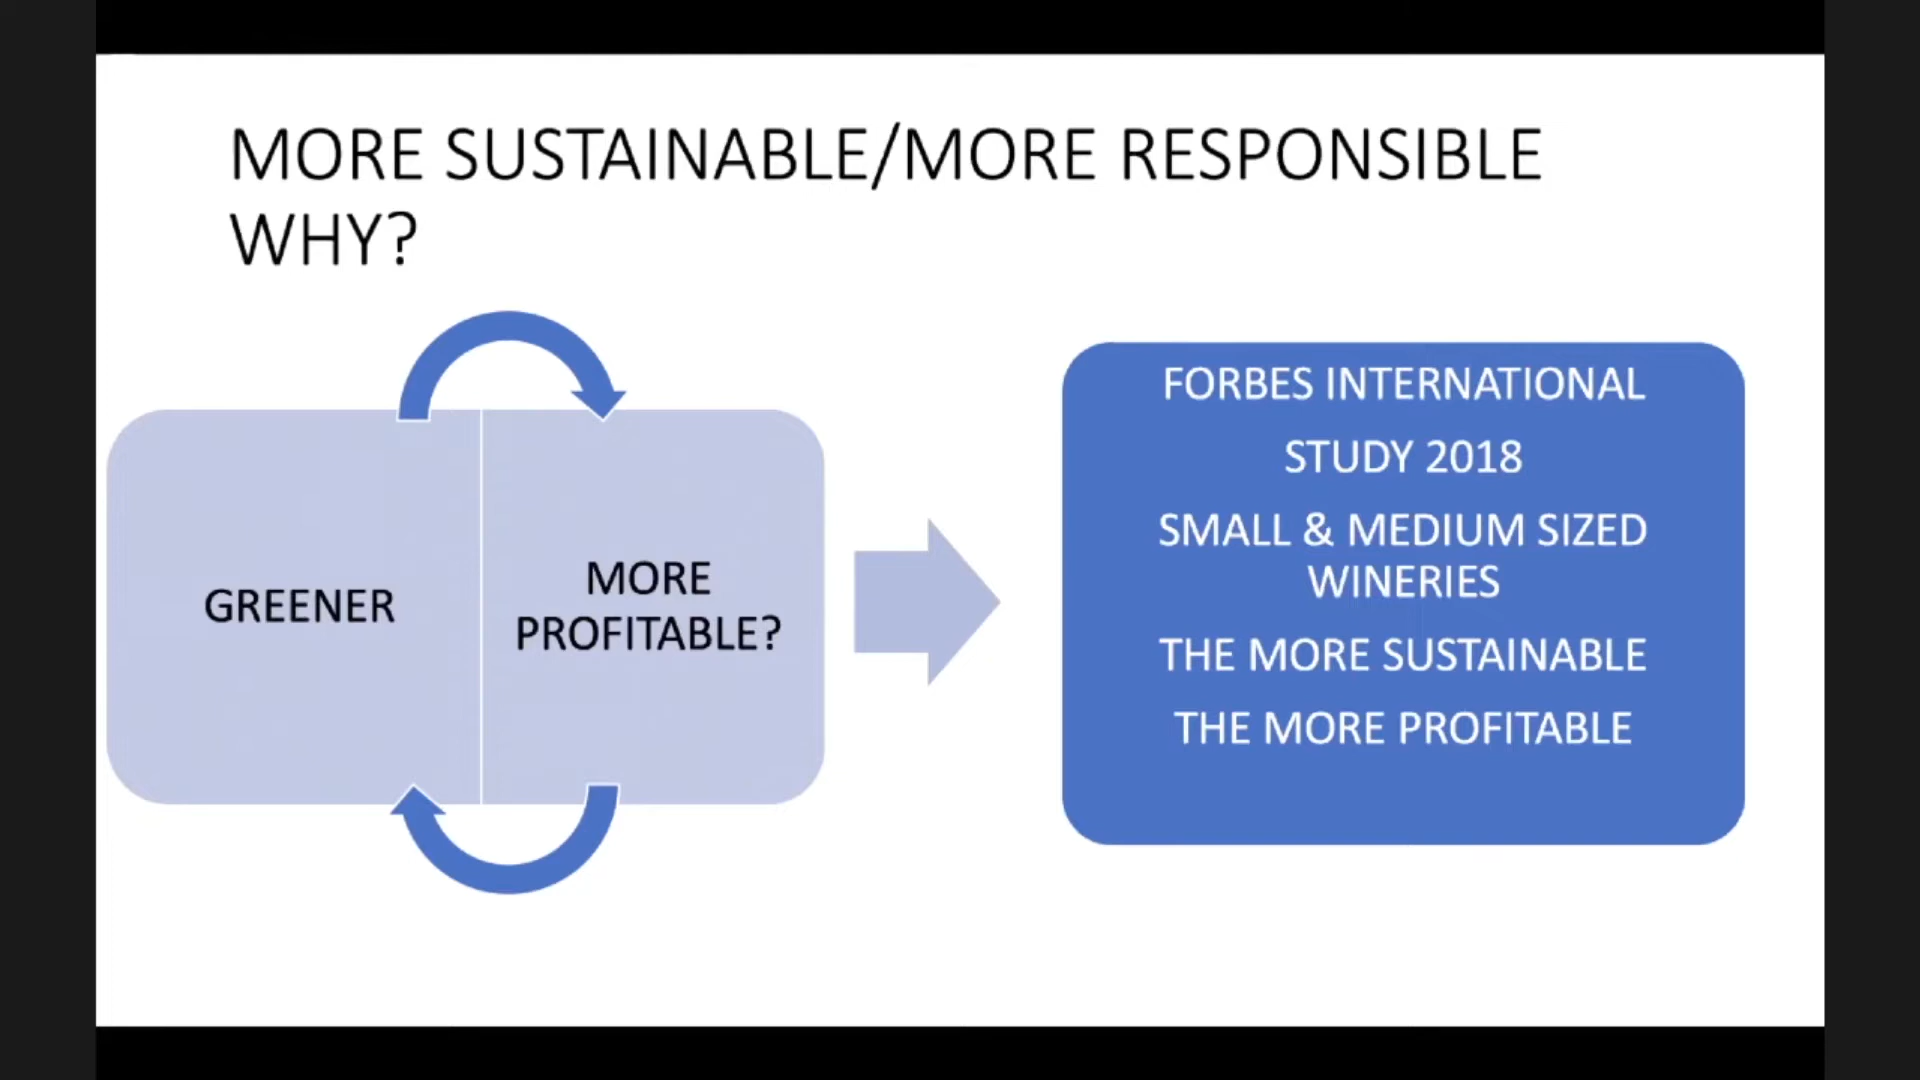 MORE SUSTAINABLE/MORE RESPONSIBLE
WHY?
GREENER
MORE
PROFITABLE?
FORBES INTERNATIONAL
STUDY 2018
SMALL & MEDIUM SIZED
WINERIES
THE MORE SUSTAINABLE
THE MORE PROFITABLE